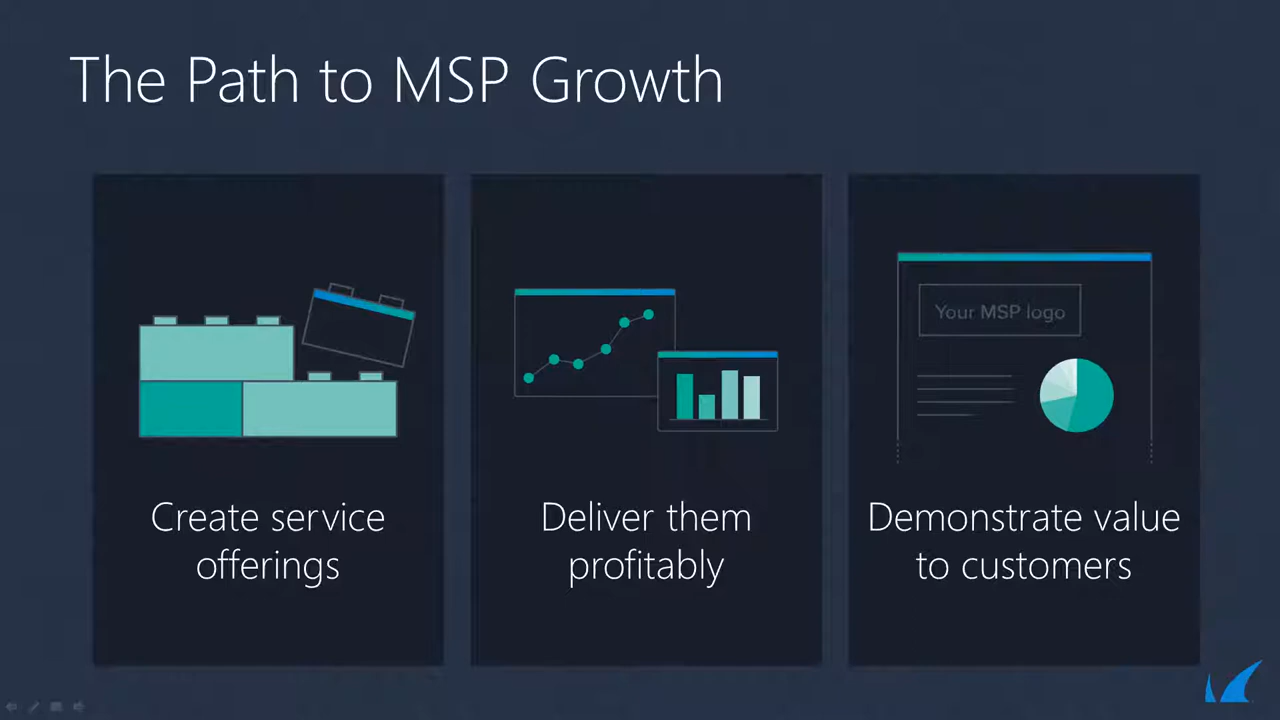 The Path to MSP Growth
Create service
offerings
Deliver them
profitably
Your MSP logo
Demonstrate value
to customers